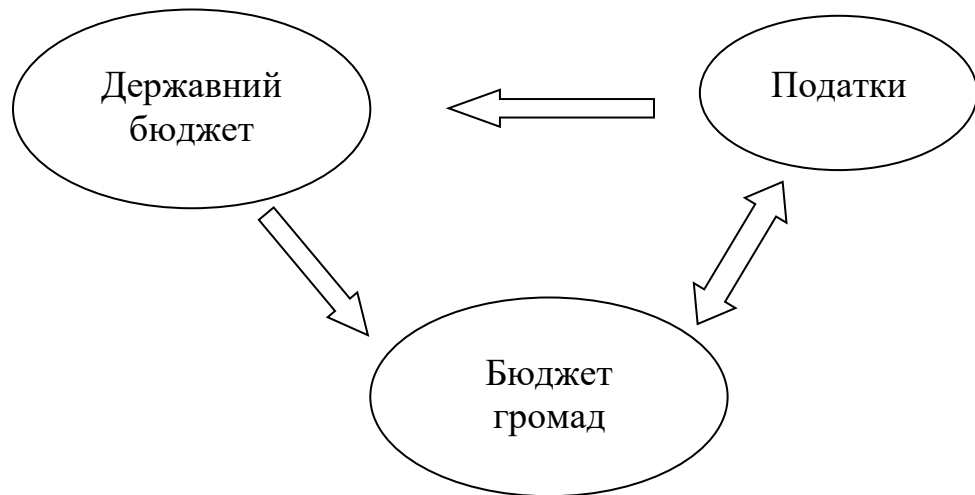 Державний
бюджет
Податки
Бюджет
громад